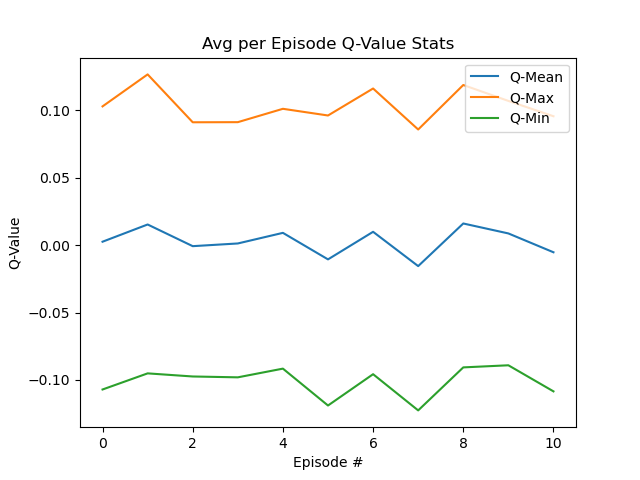 Avg per Episode Q-Value Stats
Q-Mean
Q-Max
Q-Min
0.10
0.05
0.00
−0.05
−0.10
Q-Value
0 2 4 6 8 10
Episode #